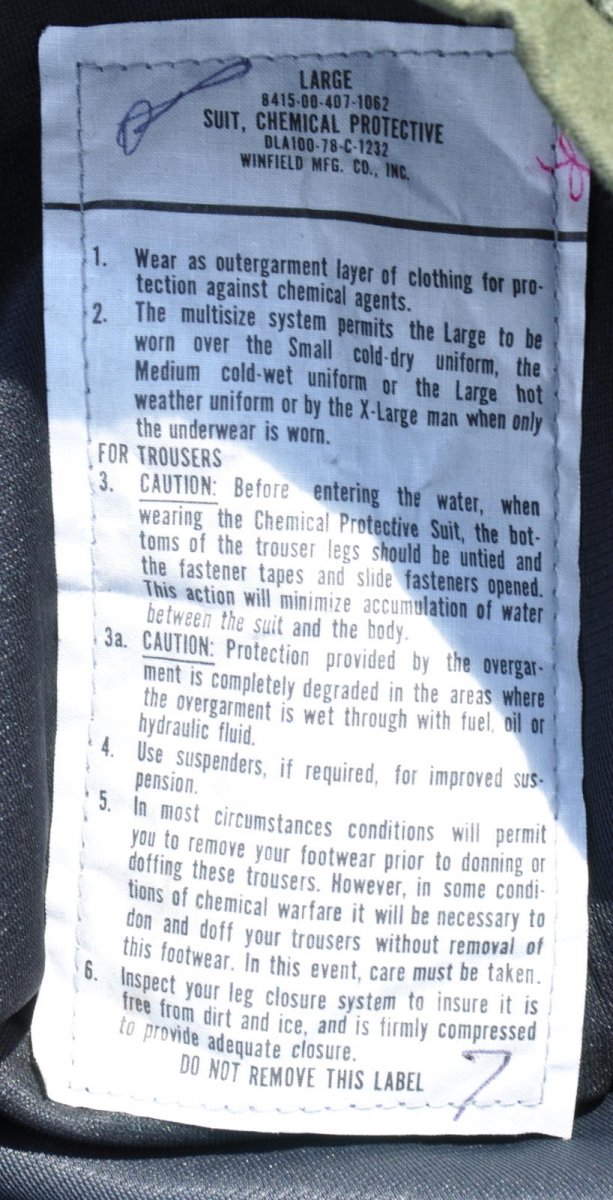 LARGE
8415-00-407-1062
SUIT, CHEMICAL PROTECTIVE
DLA100-78-C-1232
WINFIELD MFG. CO., INC.
1. Wear as outergarment layer of clothing for pro-
tection against chemical agents.
2. The multisize system permits the Large to be
worn over the Small cold-dry uniform, the
Medium cold-wet uniform or the Large hot
weather uniform or by the X-Large man when only
the underwear is worn.
FOR TROUSERS
3. CAUTION: Before entering the water, when
wearing the Chemical Protective Suit, the bot-
toms of the trouser legs should be untied and
the fastener tapes and slide fasteners opened.
This action will minimize accumulation of water
between the suit and the body.
3a. CAUTION: Protection provided by the overgar-
ment is completely degraded in the areas where
the overgarment is wet through with fuel, oil or
hydraulic fluid.
4. Use suspenders, if required, for improved sus-
pension.
5. In most circumstances conditions will permit
you to remove your footwear prior to donning or
doffing these trousers. However, in some condi-
tions of chemical warfare it will be necessary to
don and doff your trousers without removal of
this footwear. In this event, care must be taken.
6. Inspect your leg closure system to insure it is
free from dirt and ice, and is firmly compressed
to provide adequate closure.
DO NOT REMOVE THIS LABEL
7